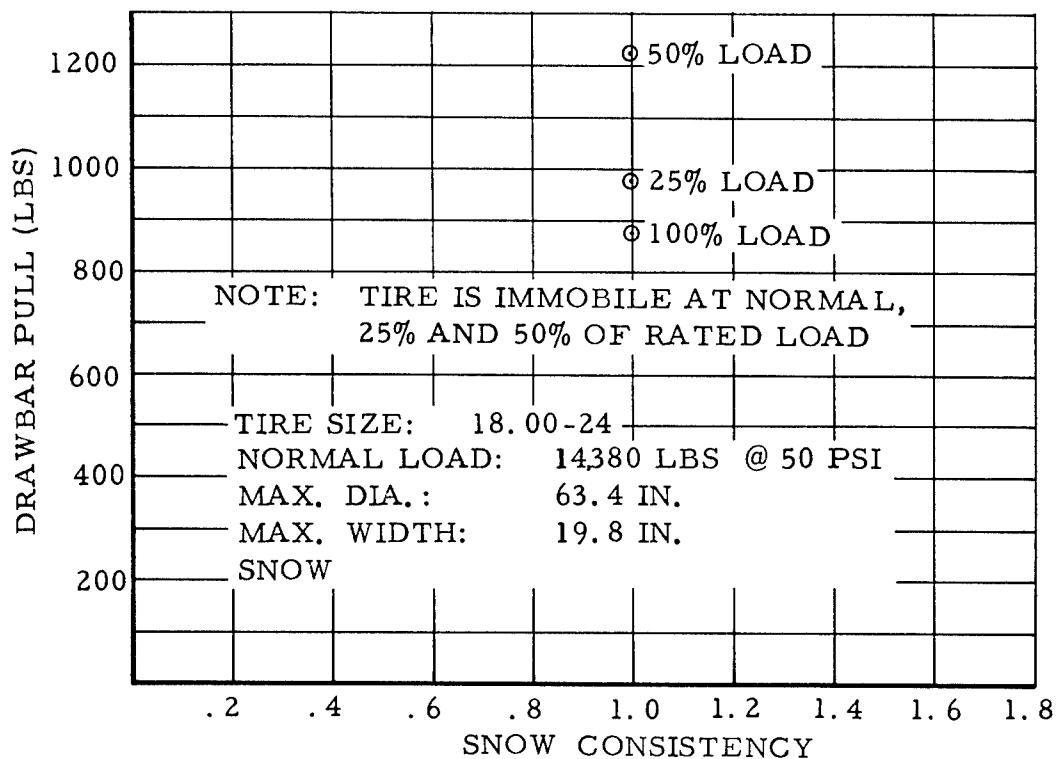 DRAWBAR PULL (LBS)
1200
1000
800
600
400
200
50% LOAD
25% LOAD
100% LOAD
NOTE: TIRE IS IMMOBILE AT NORMAL,
25% AND 50% OF RATED LOAD
TIRE SIZE: 18.00-24
NORMAL LOAD: 14,380 LBS @ 50 PSI
MAX. DIA.: 63.4 IN.
MAX. WIDTH: 19.8 IN.
SNOW
.2 .4 .6 .8 1.0 1.2 1.4 1.6 1.8
SNOW CONSISTENCY